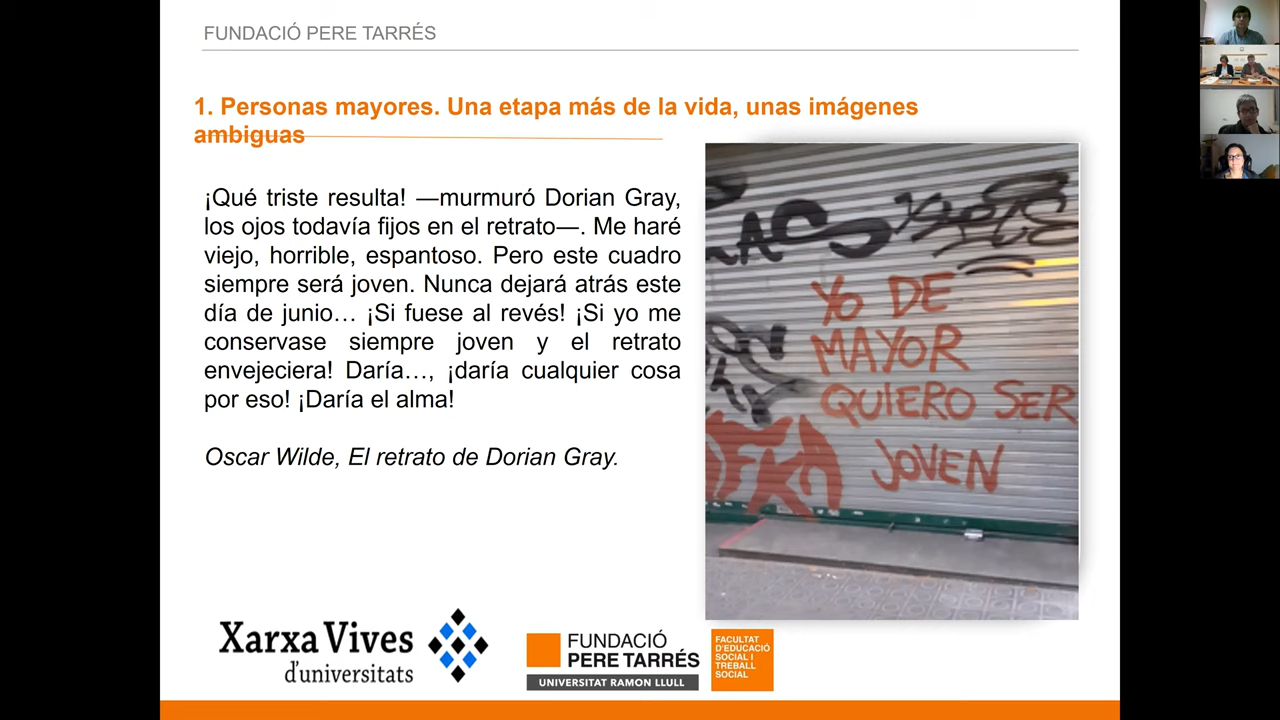 FUNDACIÓ PERE TARRÉS
1. Personas mayores. Una etapa más de la vida, unas imágenes
ambiguas
¡Qué triste resulta! —murmuró Dorian Gray,
los ojos todavía fijos en el retrato—. Me haré
viejo, horrible, espantoso. Pero este cuadro
siempre será joven. Nunca dejará atrás este
día de junio… ¡Si fuese al revés! ¡Si yo me
conservase siempre joven y el retrato
envejeciera! Daría…, ¡daría cualquier cosa
por eso! ¡Daría el alma!
Oscar Wilde, El retrato de Dorian Gray.
YO DE
MAYOR
QUIERO SER
JOVEN
Xarxa Vives
d'universitats
FUNDACIÓ
PERE TARRÉS
UNIVERSITAT RAMON LLULL
FACULTAT
D'EDUCACIÓ
SOCIAL I
TREBALL
SOCIAL